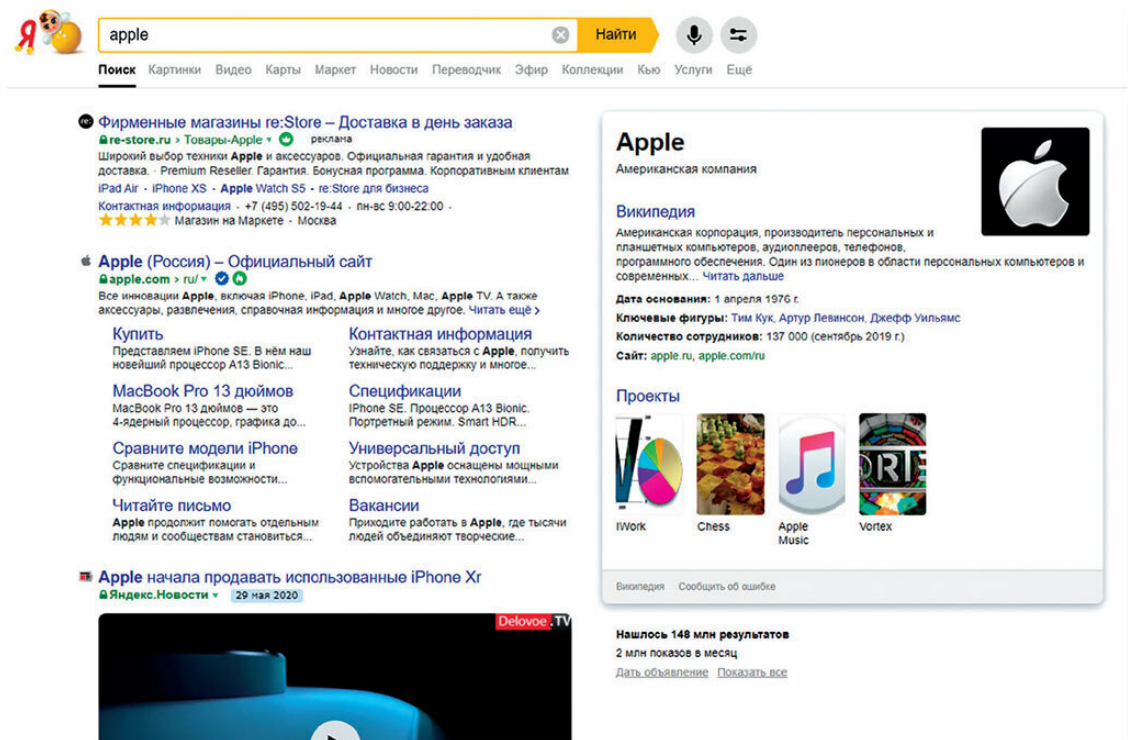 Я
apple
Найти
Поиск Картинки Видео Карты Маркет Новости Переводчик Эфир Коллекции Кью Услуги Ещё
re:
Фирменные магазины re:Store – Доставка в день заказа
re-store.ru › Товары-Apple реклама
Широкий выбор техники Apple и аксессуаров. Официальная гарантия и удобная
доставка. · Premium Reseller. Гарантия. Бонусная программа. Корпоративным клиентам
iPad Air · iPhone XS · Apple Watch S5 · re:Store для бизнеса
Контактная информация · +7 (495) 502-19-44 · пн-вс 9:00-22:00 ·
Магазин на Маркете · Москва
Apple (Россия) – Официальный сайт
apple.com › ru/
Все инновации Apple, включая iPhone, iPad, Apple Watch, Mac, Apple TV. А также
аксессуары, развлечения, справочная информация и многое другое. Читать ещё >
Купить
Представляем iPhone SE. В нём наш
новейший процессор A13 Bionic...
Контактная информация
Узнайте, как связаться с Apple, получить
техническую поддержку и многое...
MacBook Pro 13 дюймов
MacBook Pro 13 дюймов — это
4-ядерный процессор, графика до...
Спецификации
IPhone SE. Процессор A13 Bionic.
Портретный режим. Smart HDR...
Сравните модели iPhone
Сравните спецификации и
функциональные возможности...
Универсальный доступ
Устройства Apple оснащены мощными
вспомогательными технологиями...
Читайте письмо
Apple продолжит помогать отдельным
людям и сообществам становиться...
Вакансии
Приходите работать в Apple, где тысячи
людей объединяют творческие...
Apple начала продавать использованные iPhone Xr
Яндекс.Новости 29 мая 2020
Delovoe.TV
Apple
Американская компания
Википедия
Американская корпорация, производитель персональных и
планшетных компьютеров, аудиоплееров, телефонов,
программного обеспечения. Один из пионеров в области персональных компьютеров и
современных... Читать дальше
Дата основания: 1 апреля 1976 г.
Ключевые фигуры: Тим Кук, Артур Левинсон, Джефф Уильямс
Количество сотрудников: 137 000 (сентябрь 2019 г.)
Сайт: apple.ru, apple.com/ru
Проекты
IWork Chess Apple Vortex
Music
Википедия Сообщить об ошибке
Нашлось 148 млн результатов
2 млн показов в месяц
Дать объявление Показать все